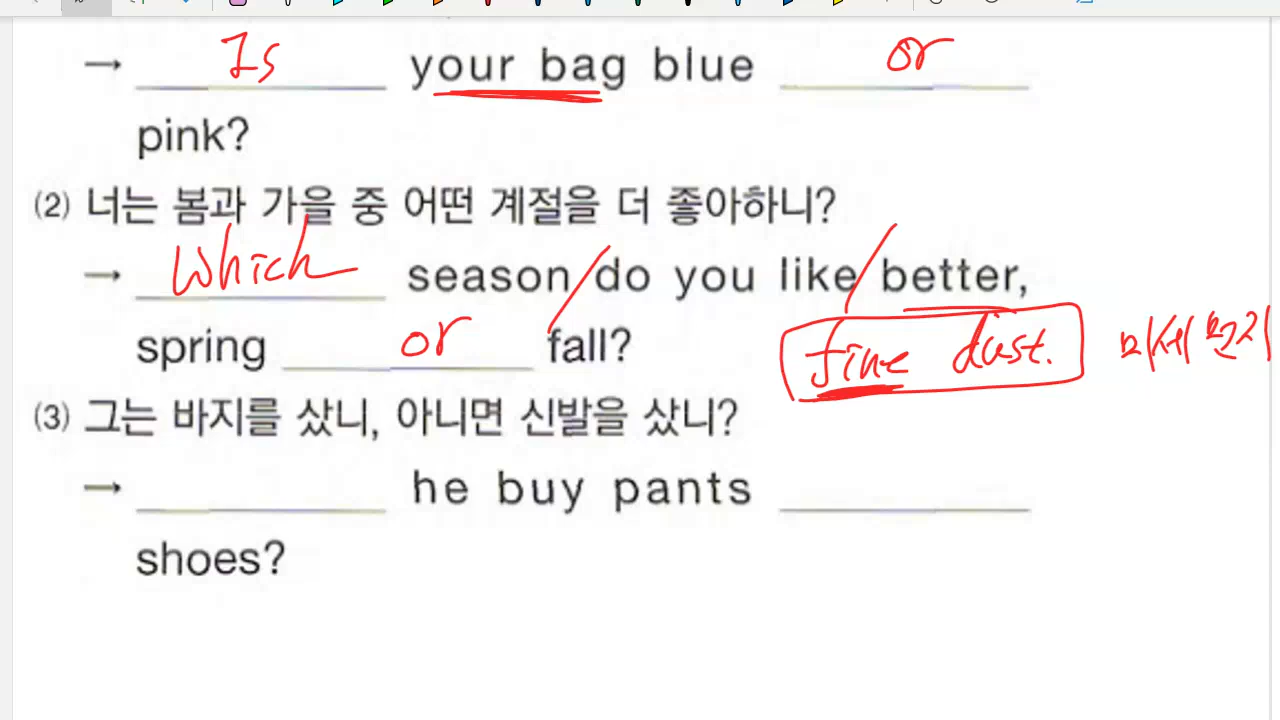 → Is your bag blue or
pink?
(2) 너는 봄과 가을 중 어떤 계절을 더 좋아하니?
→ Which season do you like better,
spring or fall?
fine dust. 미세먼지
(3) 그는 바지를 샀니, 아니면 신발을 샀니?
→ he buy pants
shoes?